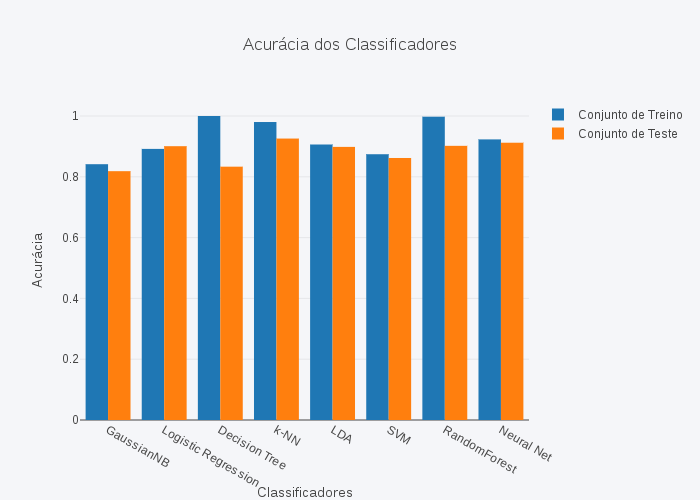 Acurácia dos Classificadores
Conjunto de Treino
Conjunto de Teste
Acurácia
1
0.8
0.6
0.4
0.2
0
GaussianNB
Logistic Regression
Decision Tree
k-NN
LDA
SVM
RandomForest
Neural Net
Classificadores